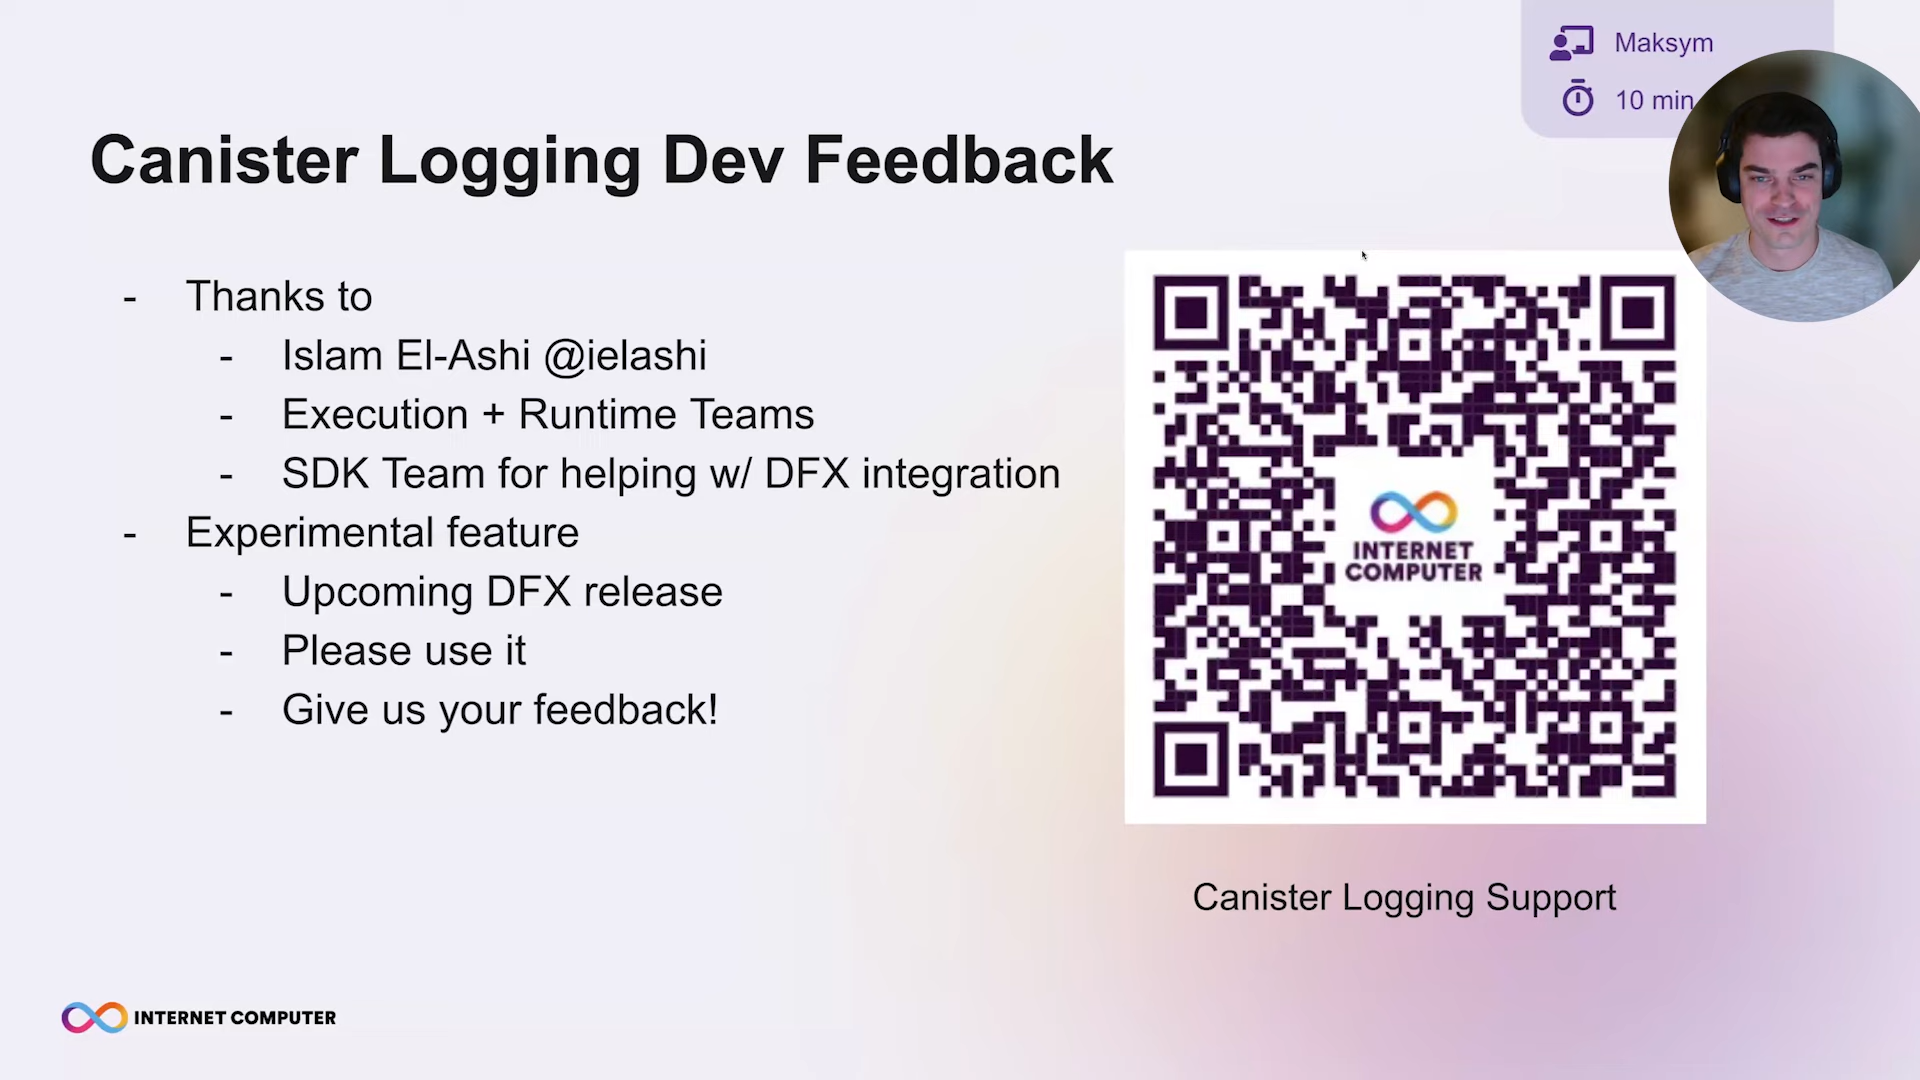 Maksym
10 min
Canister Logging Dev Feedback
- Thanks to
- Islam El-Ashi @ielashi
- Execution + Runtime Teams
- SDK Team for helping w/ DFX integration
- Experimental feature
- Upcoming DFX release
- Please use it
- Give us your feedback!
INTERNET
COMPUTER
Canister Logging Support
INTERNET COMPUTER